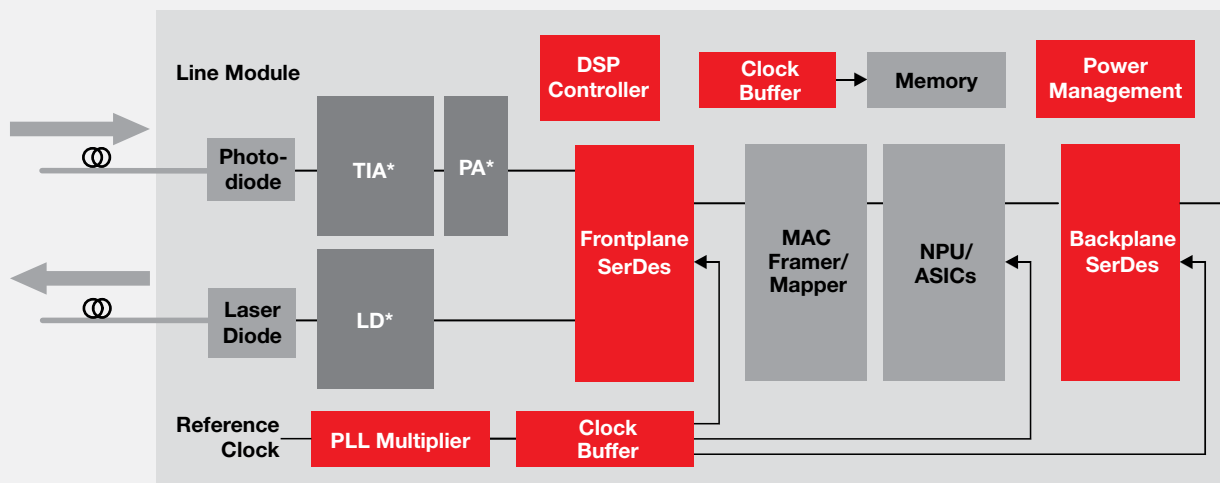 Line Module
DSP
Controller
Clock
Buffer
Memory
Power
Management
Photo-
diode
TIA*
PA*
Frontplane
SerDes
MAC
Framer/
Mapper
NPU/
ASICs
Backplane
SerDes
Laser
Diode
LD*
Reference
Clock
PLL Multiplier
Clock
Buffer